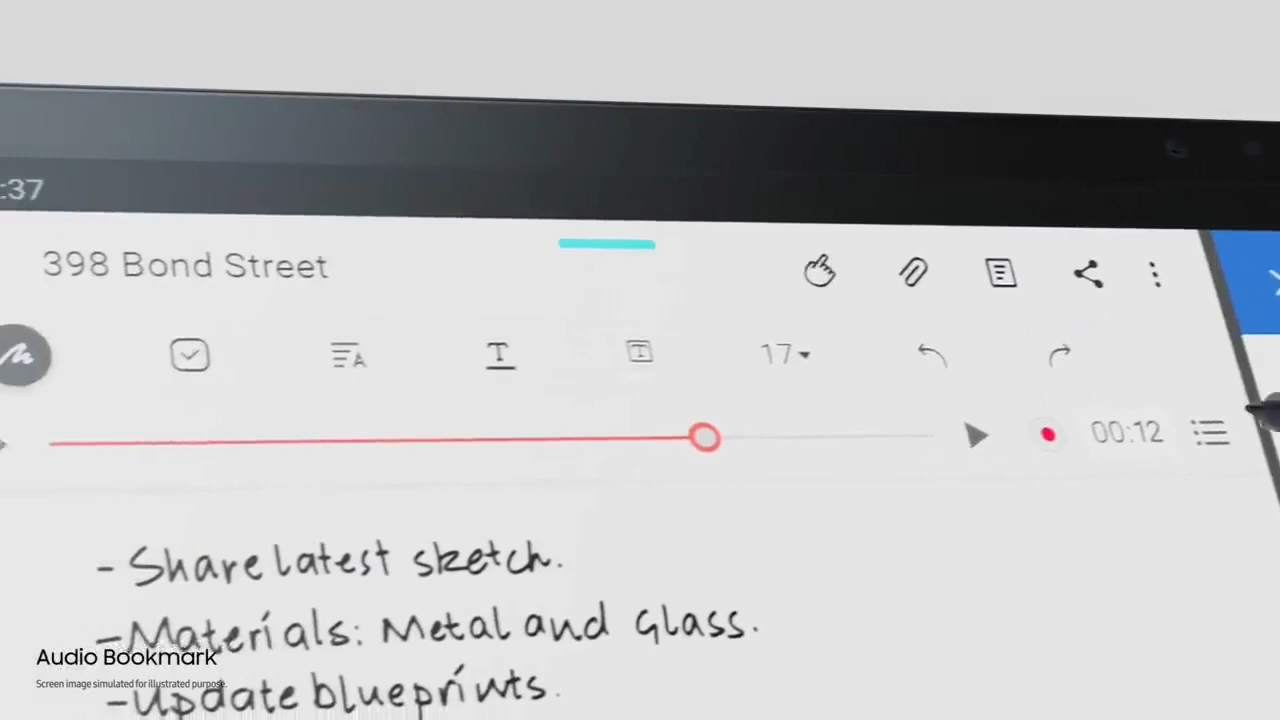 :37
398 Bond Street
17
00:12
- Share latest sketch.
- Materials: Metal and Glass.
Audio Bookmark
Screen image simulated for illustrated purpose.
- Update blueprints.